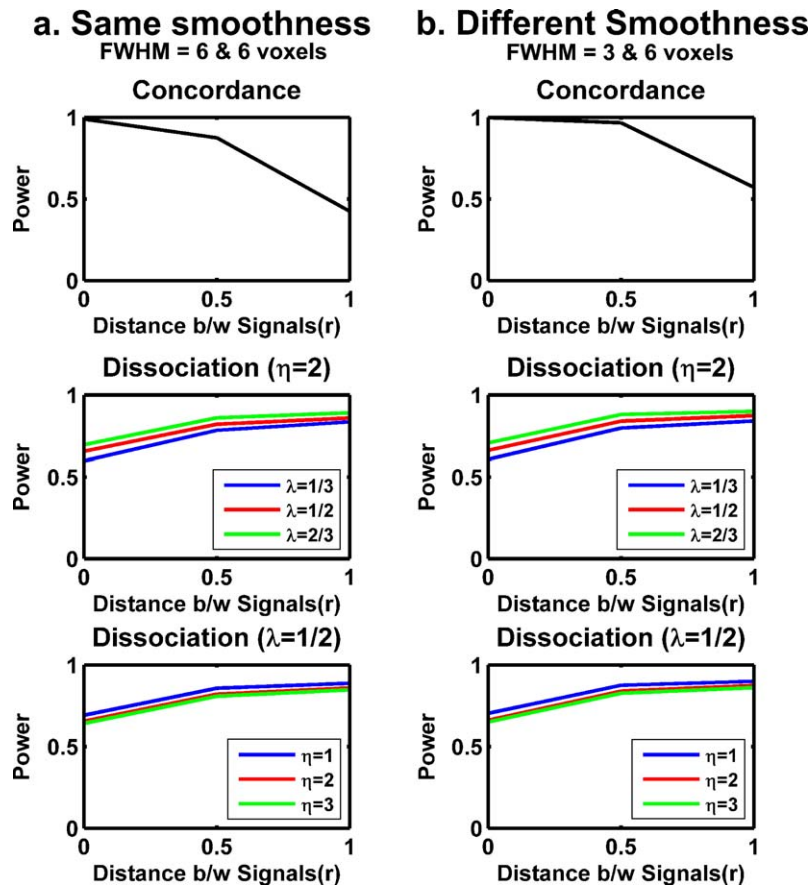 a. Same smoothness
FWHM = 6 & 6 voxels
Concordance
1
0.5
0
Power
0
0.5
1
Distance b/w Signals(r)
Dissociation (η=2)
1
0.5
0
Power
λ=1/3
λ=1/2
λ=2/3
0
0.5
1
Distance b/w Signals(r)
Dissociation (λ=1/2)
1
0.5
0
Power
η=1
η=2
η=3
0
0.5
1
Distance b/w Signals(r)
b. Different Smoothness
FWHM = 3 & 6 voxels
Concordance
1
0.5
0
Power
0
0.5
1
Distance b/w Signals(r)
Dissociation (η=2)
1
0.5
0
Power
λ=1/3
λ=1/2
λ=2/3
0
0.5
1
Distance b/w Signals(r)
Dissociation (λ=1/2)
1
0.5
0
Power
η=1
η=2
η=3
0
0.5
1
Distance b/w Signals(r)